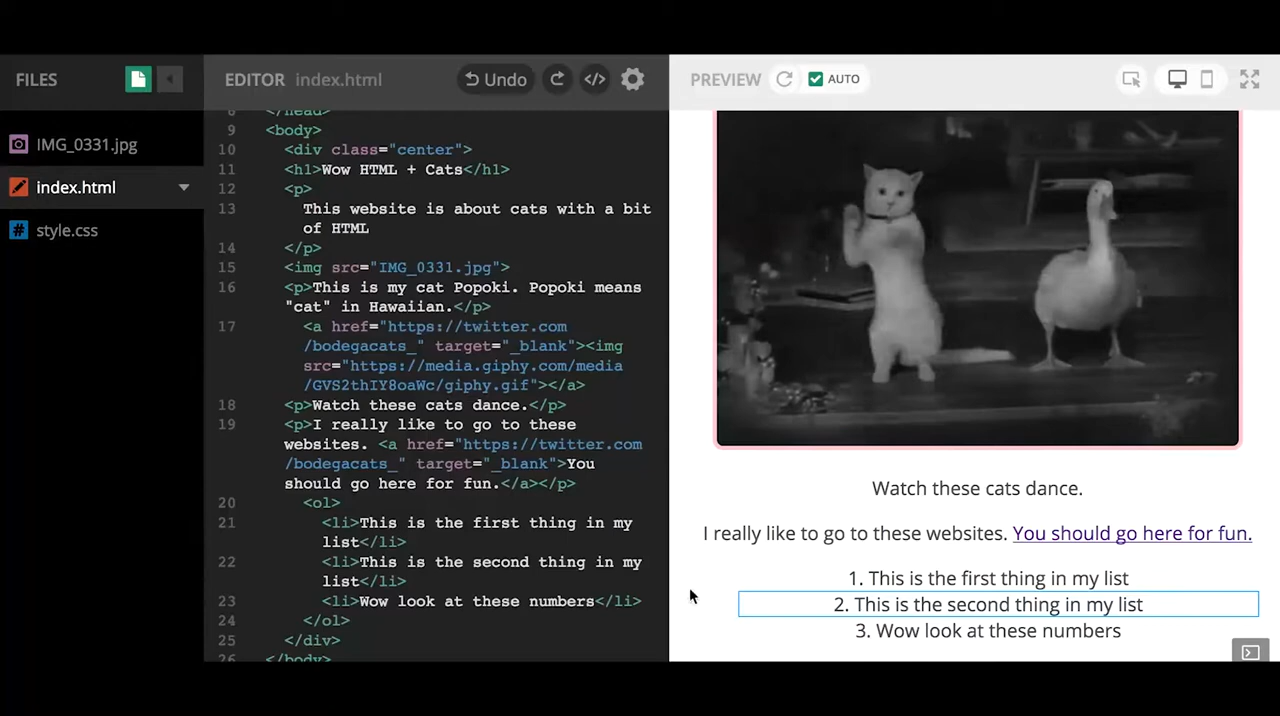 FILES
EDITOR index.html
Undo
PREVIEW
AUTO
IMG_0331.jpg
index.html
style.css
8 </head>
9 <body>
10 <div class="center">
11 <h1>Wow HTML + Cats</h1>
12 <p>
13 This website is about cats with a bit
of HTML
14 </p>
15 <img src="IMG_0331.jpg">
16 <p>This is my cat Popoki. Popoki means
"cat" in Hawaiian.</p>
17 <a href="https://twitter.com
/bodegacats_" target="_blank"><img
src="https://media.giphy.com/media
/GVS2thIY8oaWc/giphy.gif"></a>
18 <p>Watch these cats dance.</p>
19 <p>I really like to go to these
websites. <a href="https://twitter.com
/bodegacats_" target="_blank">You
should go here for fun.</a></p>
20 <ol>
21 <li>This is the first thing in my
list</li>
22 <li>This is the second thing in my
list</li>
23 <li>Wow look at these numbers</li>
24 </ol>
25 </div>
26 </body>
Watch these cats dance.
I really like to go to these websites. You should go here for fun.
1. This is the first thing in my list
2. This is the second thing in my list
3. Wow look at these numbers